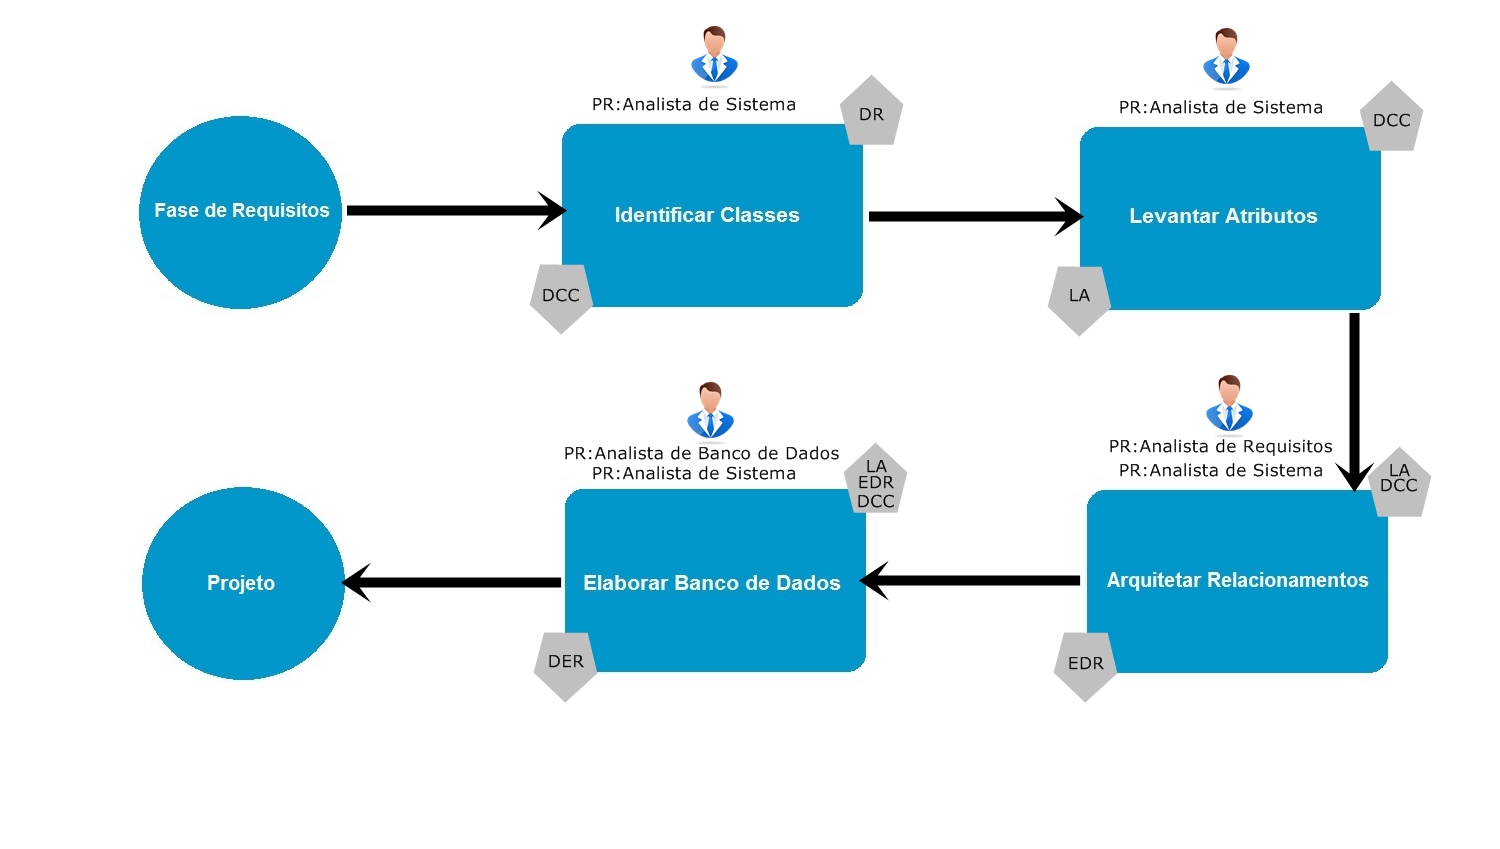 PR:Analista de Sistema
DR
Fase de Requisitos
Identificar Classes
DCC
PR:Analista de Sistema
DCC
Levantar Atributos
LA
PR:Analista de Requisitos
PR:Analista de Sistema
LA
DCC
Arquitetar Relacionamentos
EDR
PR:Analista de Banco de Dados
PR:Analista de Sistema
LA
EDR
DCC
Elaborar Banco de Dados
DER
Projeto